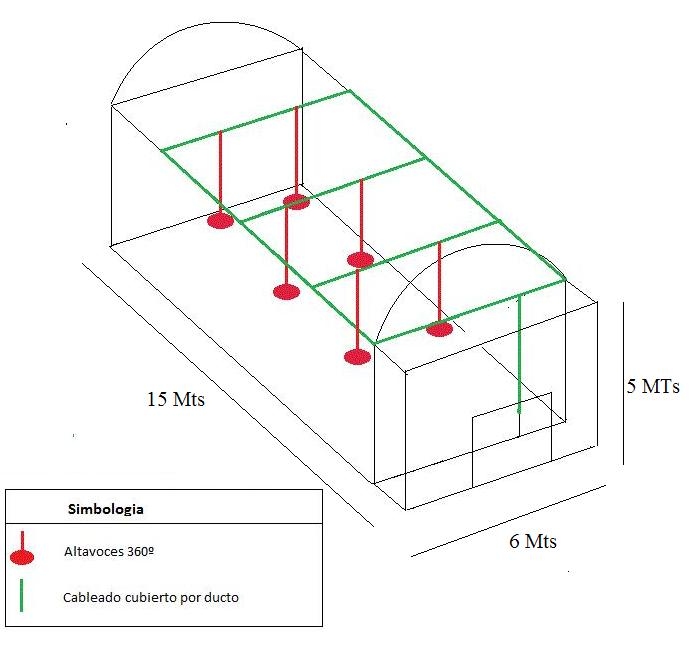 5 MTs
15 Mts
6 Mts
Simbologia
Altavoces 360º
Cableado cubierto por ducto